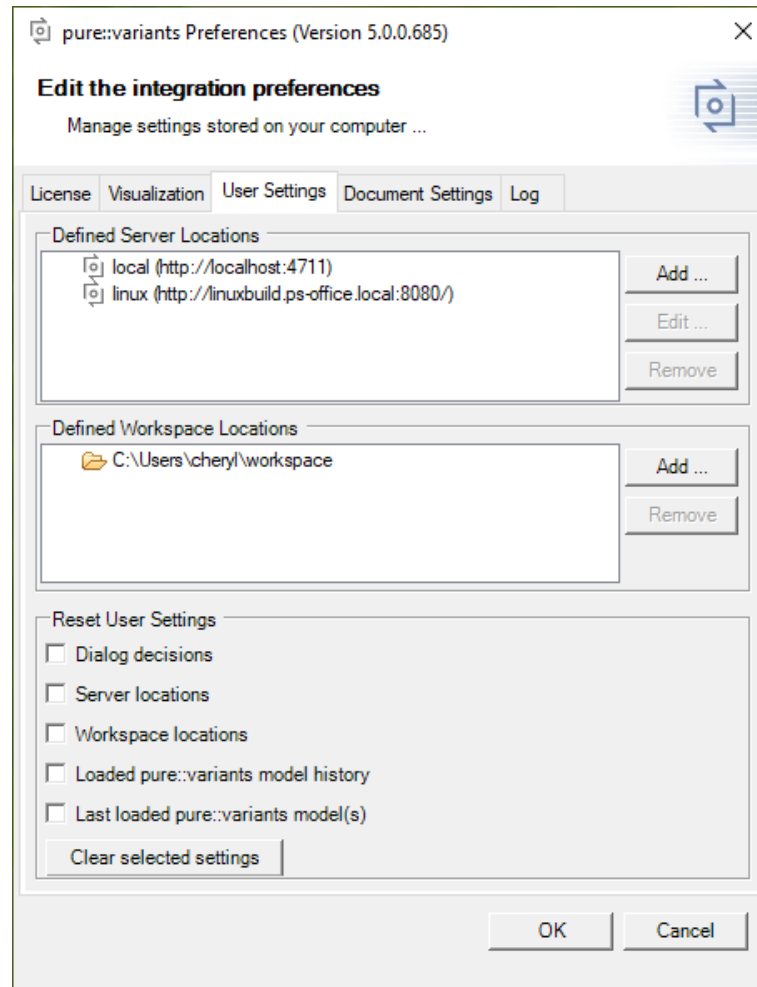 pure::variants Preferences (Version 5.0.0.685)
Edit the integration preferences
Manage settings stored on your computer ...
License Visualization User Settings Document Settings Log
Defined Server Locations
local (http://localhost:4711)
Add ...
linux (http://linuxbuild.ps-office.local:8080/)
Edit ...
Remove
Defined Workspace Locations
C:\Users\cheryl\workspace
Add ...
Remove
Reset User Settings
Dialog decisions
Server locations
Workspace locations
Loaded pure::variants model history
Last loaded pure::variants model(s)
Clear selected settings
OK Cancel